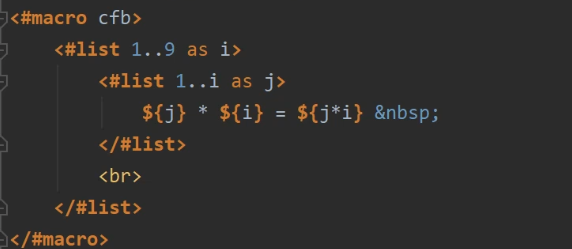 <#macro cfb>
<#list 1..9 as i>
<#list 1..i as j>
${j} * ${i} = ${j*i} &nbsp;
</#list>
<br>
</#list>
</#macro>